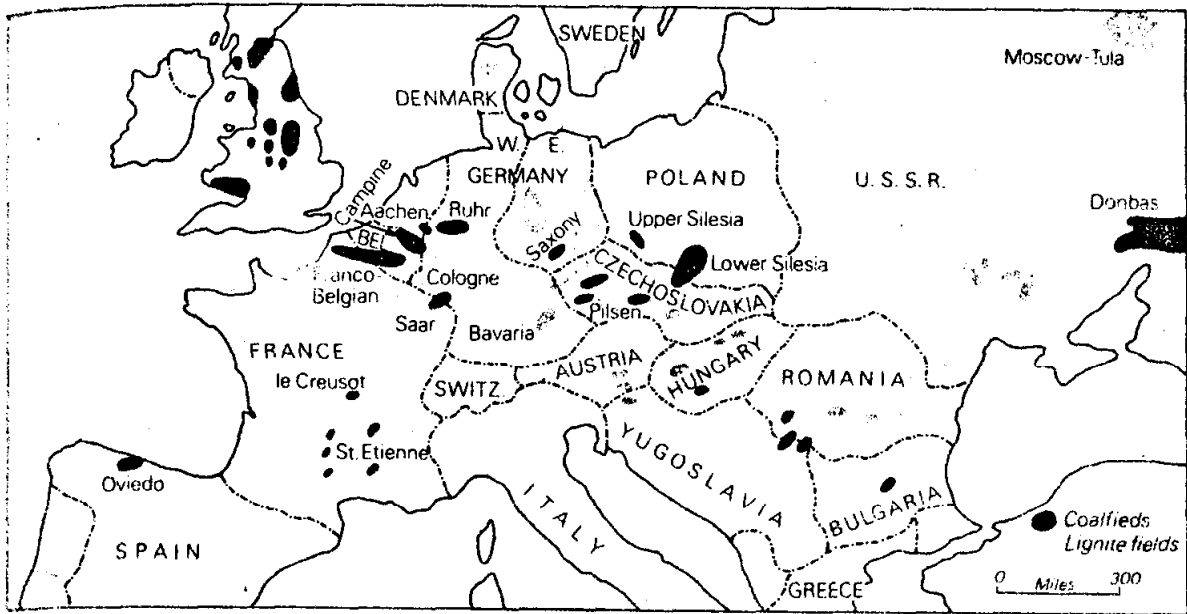 SWEDEN
Moscow-Tula
DENMARK
W. E.
GERMANY
POLAND
U.S.S.R.
Campine
Aachen
Ruhr
Donbas
BEL
Upper Silesia
Saxony
Franco-
Belgian
Cologne
CZECHOSLOVAKIA
Lower Silesia
Pilsen
Saar
Bavaria
FRANCE
AUSTRIA
HUNGARY
le Creusot
SWITZ.
ROMANIA
YUGOSLAVIA
St. Etienne
Oviedo
ITALY
BULGARIA
Coalfields
Lignite fields
SPAIN
0 Miles 300
GREECE